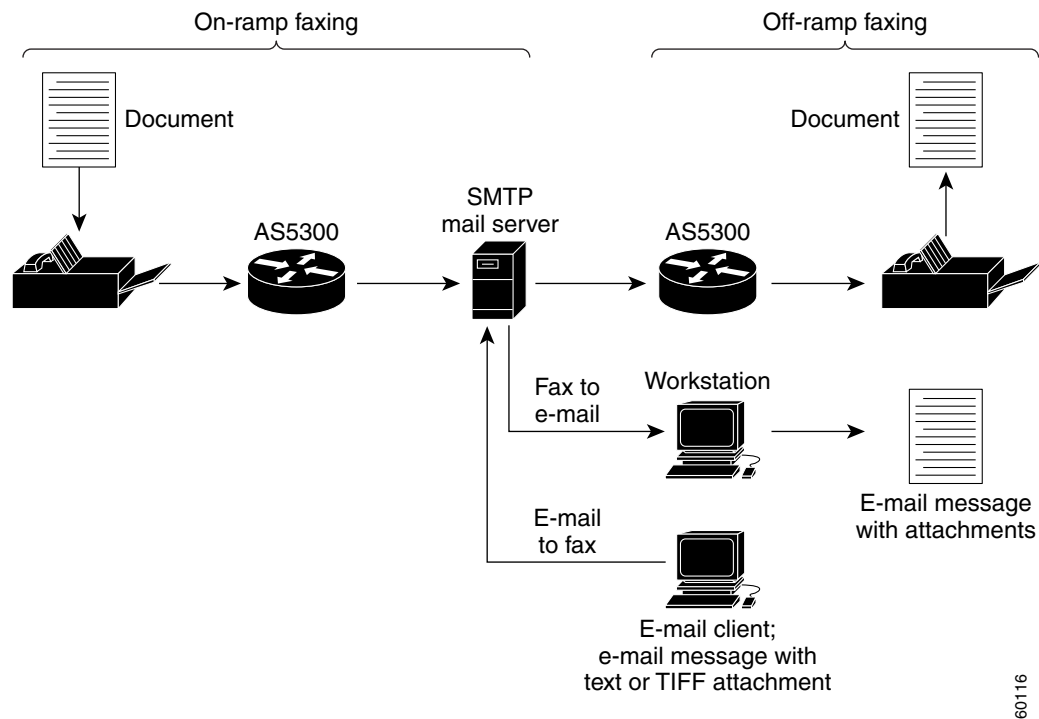 On-ramp faxing
Off-ramp faxing
Document
Document
SMTP
mail server
AS5300
AS5300
Fax to
e-mail
Workstation
E-mail message
with attachments
E-mail
to fax
E-mail client;
e-mail message with
text or TIFF attachment
60116